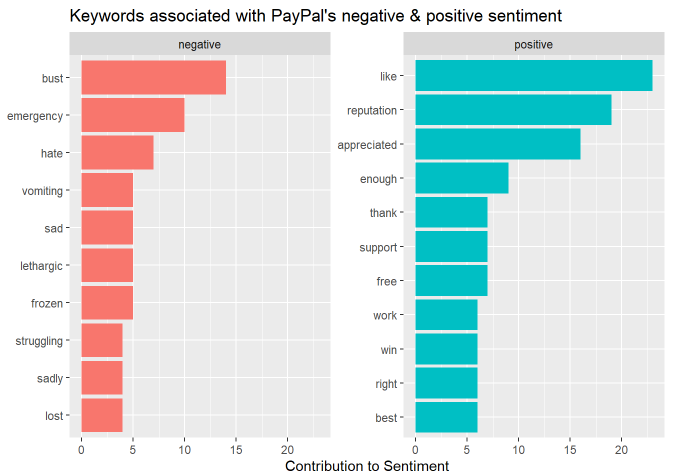 Keywords associated with PayPal's negative & positive sentiment
negative
bust
emergency
hate
vomiting
sad
lethargic
frozen
struggling
sadly
lost
0 5 10 15 20
positive
like
reputation
appreciated
enough
thank
support
free
work
win
right
best
0 5 10 15 20
Contribution to Sentiment